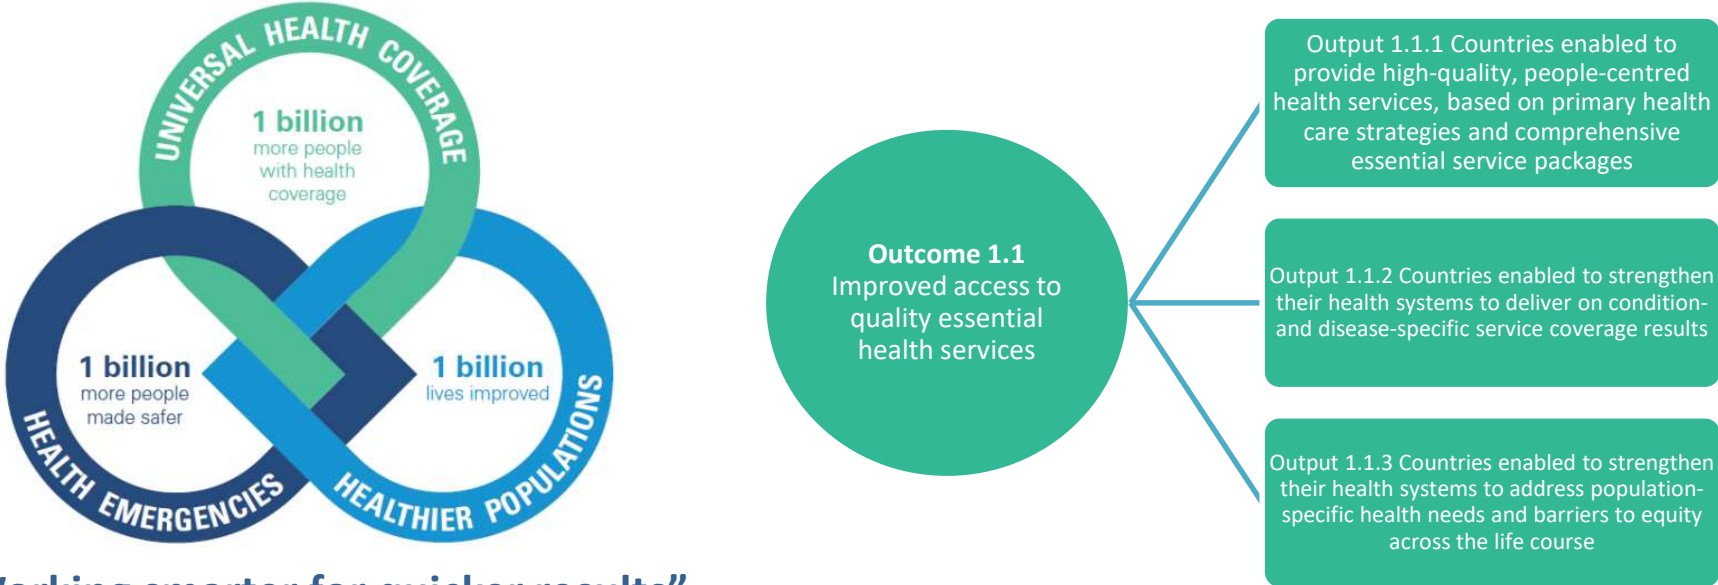 UNIVERSAL HEALTH COVERAGE
1 billion
more people
with health
coverage
1 billion
more people
made safer
1 billion
lives improved
HEALTH EMERGENCIES
HEALTHIER POPULATIONS
smarter for quicker results”
Outcome 1.1
Improved access to
quality essential
health services
Output 1.1.1 Countries enabled to
provide high-quality, people-centred
health services, based on primary health
care strategies and comprehensive
essential service packages
Output 1.1.2 Countries enabled to strengthen
their health systems to deliver on condition-
and disease-specific service coverage results
Output 1.1.3 Countries enabled to strengthen
their health systems to address population-
specific health needs and barriers to equity
across the life course